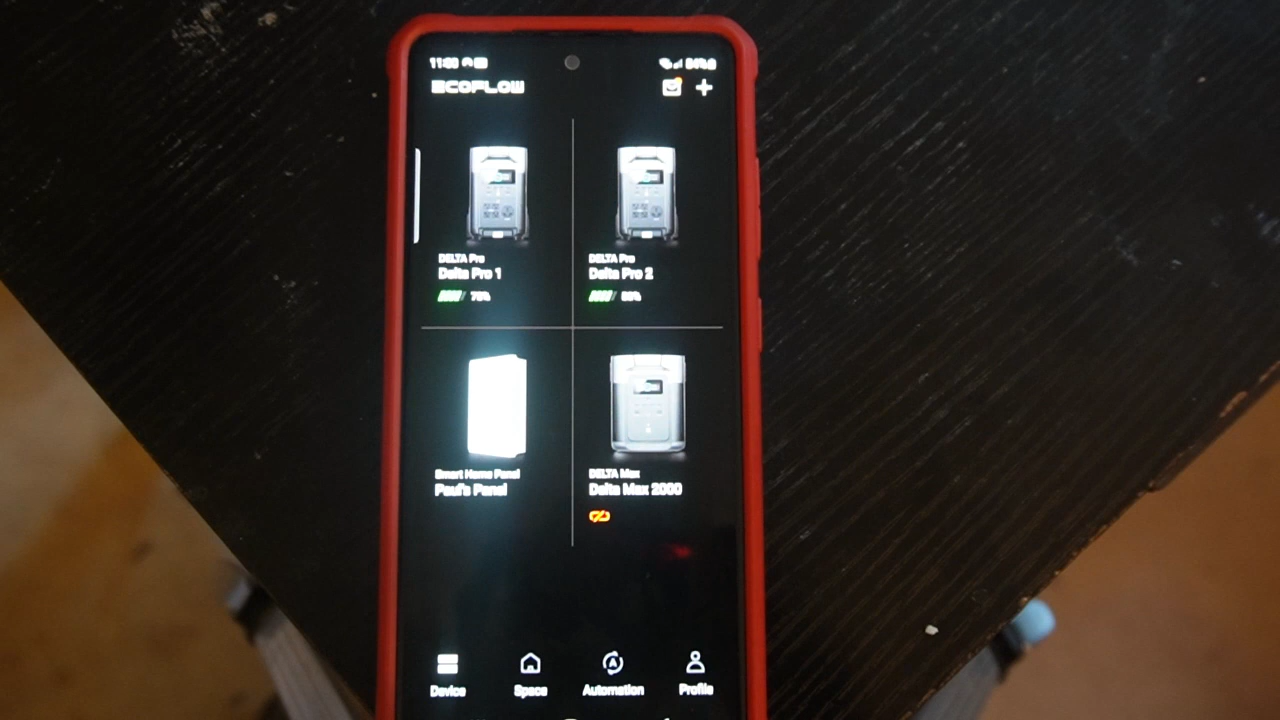 ECOFLOW
DELTA Pro
Delta Pro 1
DELTA Pro
Delta Pro 2
Smart Home Panel
Paul's Panel
DELTA Max
Delta Max 2000
Device
Space
Automation
Profile